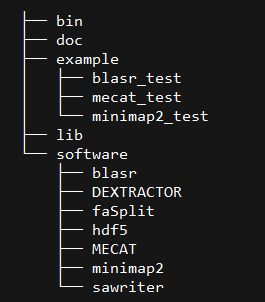 ├── bin
├── doc
├── example
│   ├── blasr_test
│   ├── mecat_test
│   └── minimap2_test
├── lib
└── software
    ├── blasr
    ├── DEXTRACTOR
    ├── faSplit
    ├── hdf5
    ├── MECAT
    ├── minimap2
    └── sawriter